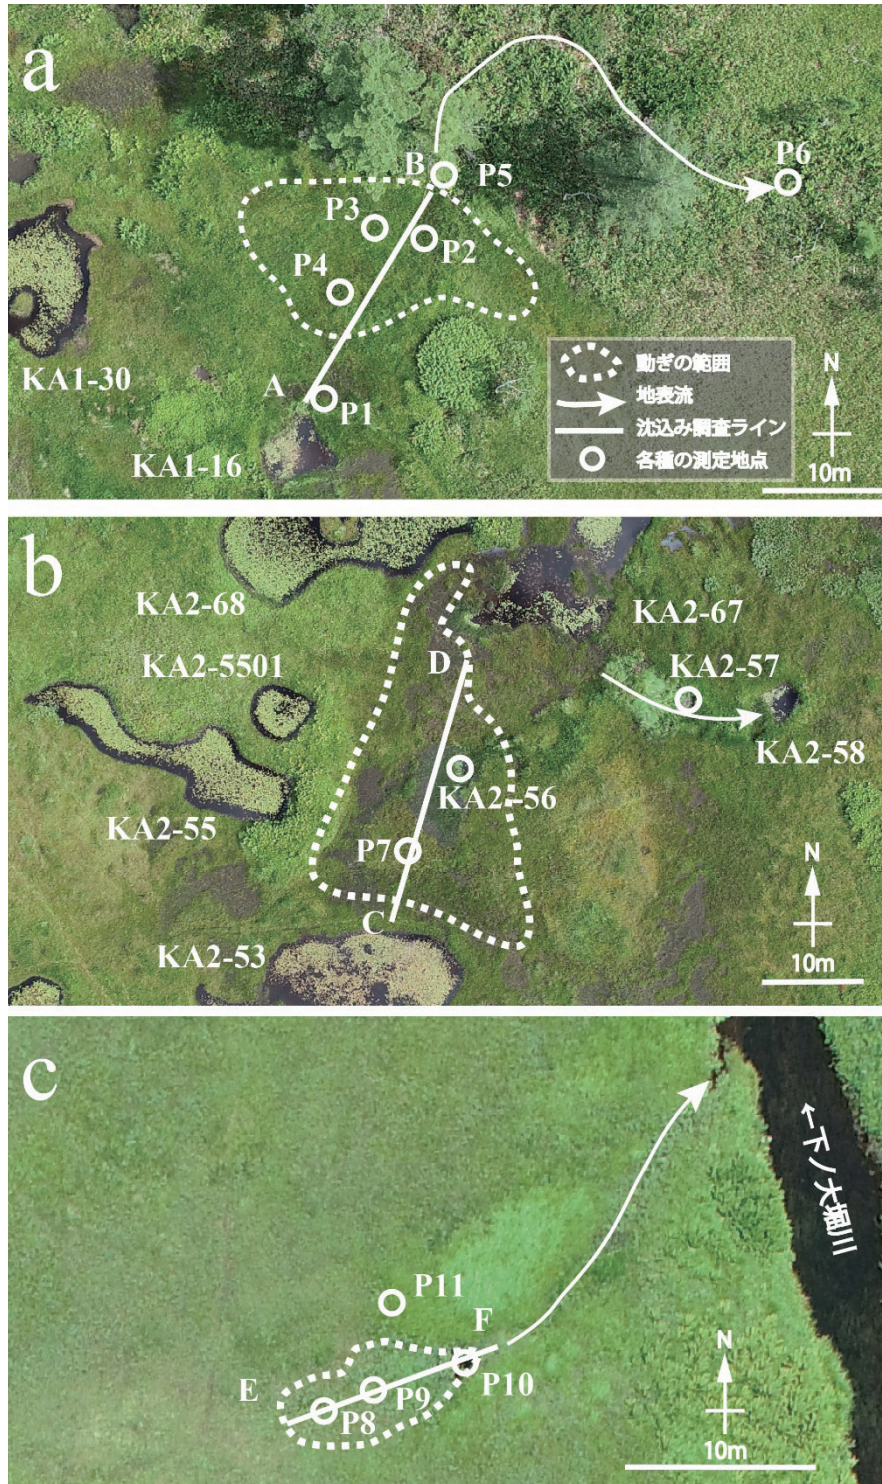 a
B
P5
P6
P3
P2
P4
KA1-30
A
P1
KA1-16
動ぎの範囲
地表流
沈込み調査ライン
各種の測定地点
N
10m
b
KA2-68
KA2-67
KA2-5501
D
KA2-57
KA2-58
KA2-56
KA2-55
P7
C
KA2-53
N
10m
c
←下ノ大堀川
P11
F
E
P10
P9
P8
N
10m